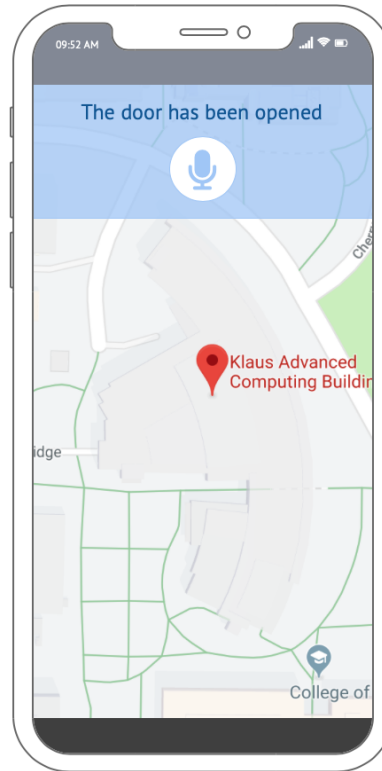 09:52 AM
The door has been opened
Klaus Advanced
Computing Buildin
idge
College of